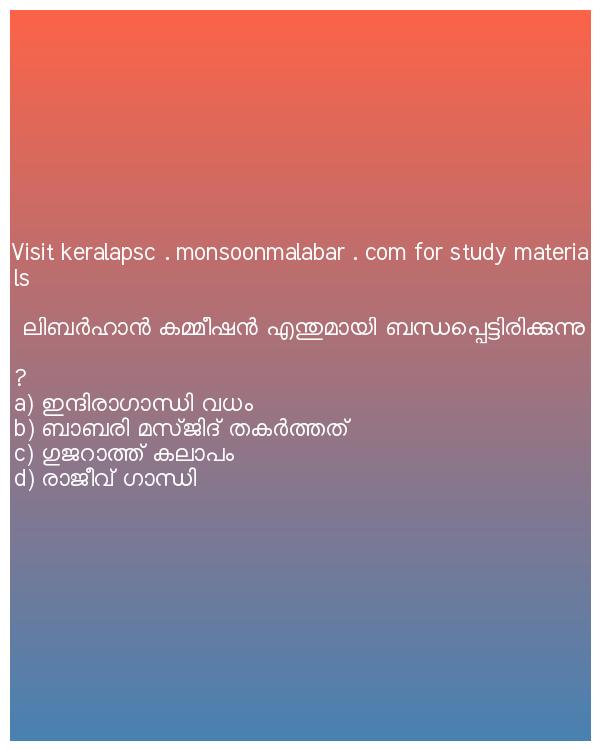 Visit keralapsc . monsoonmalabar . com for study materia
ls
ലിബർഹാൻ കമ്മീഷൻ എന്തുമായി ബന്ധപ്പെട്ടിരിക്കുന്നു
?
a) ഇന്ദിരാഗാന്ധി വധം
b) ബാബരി മസ്ജിദ് തകർത്തത്
c) ഗുജറാത്ത് കലാപം
d) രാജീവ് ഗാന്ധി